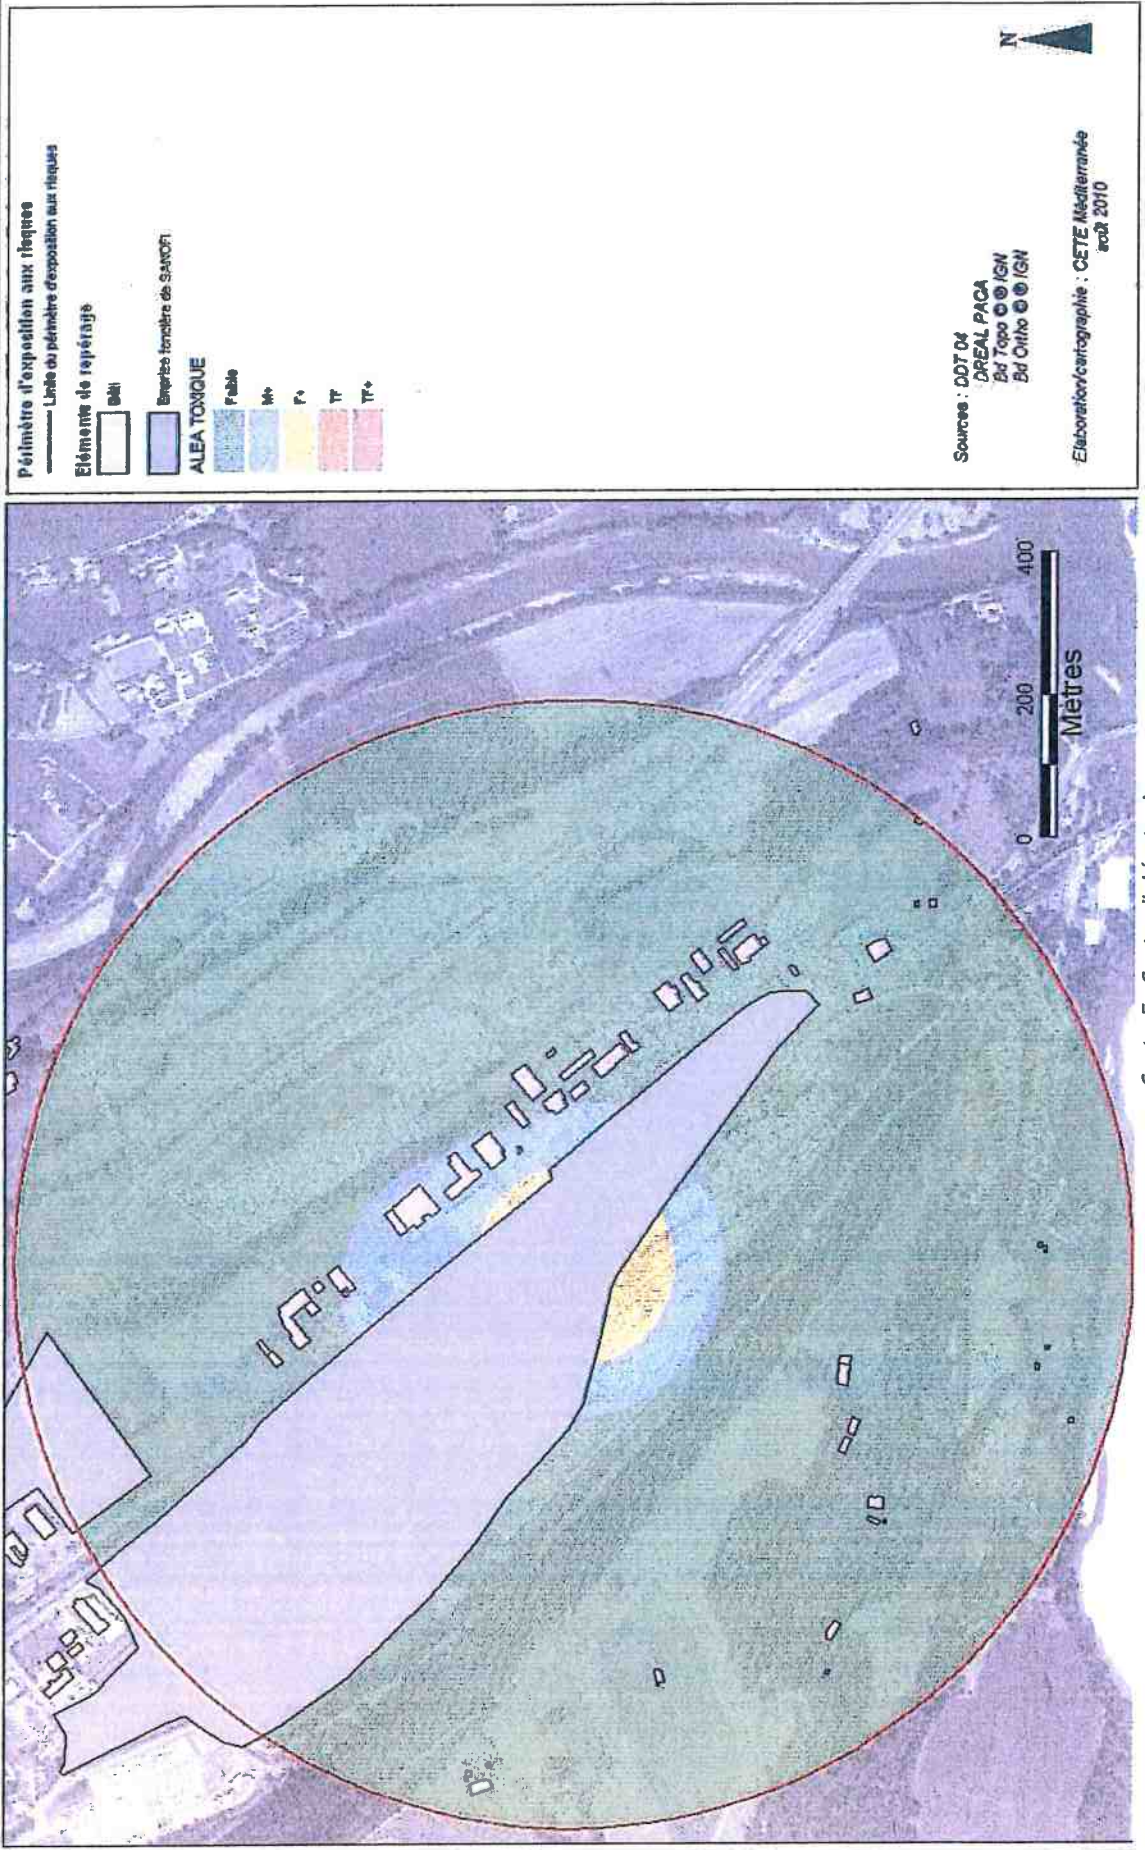 Périmètre d'exposition aux risques
Limite du périmètre d'exposition aux risques
Eléments de repérage
Bâti
Emprise foncière de SANOFI
ALEA TOXIQUE
Faible
M+
F+
TF
TF+
Sources : DDT 04
DREAL PACA
Bd Topo © ® IGN
Bd Ortho © ® IGN
Elaboration/cartographie : CETE Méditerranée
août 2010
N
0 200 400
Mètres